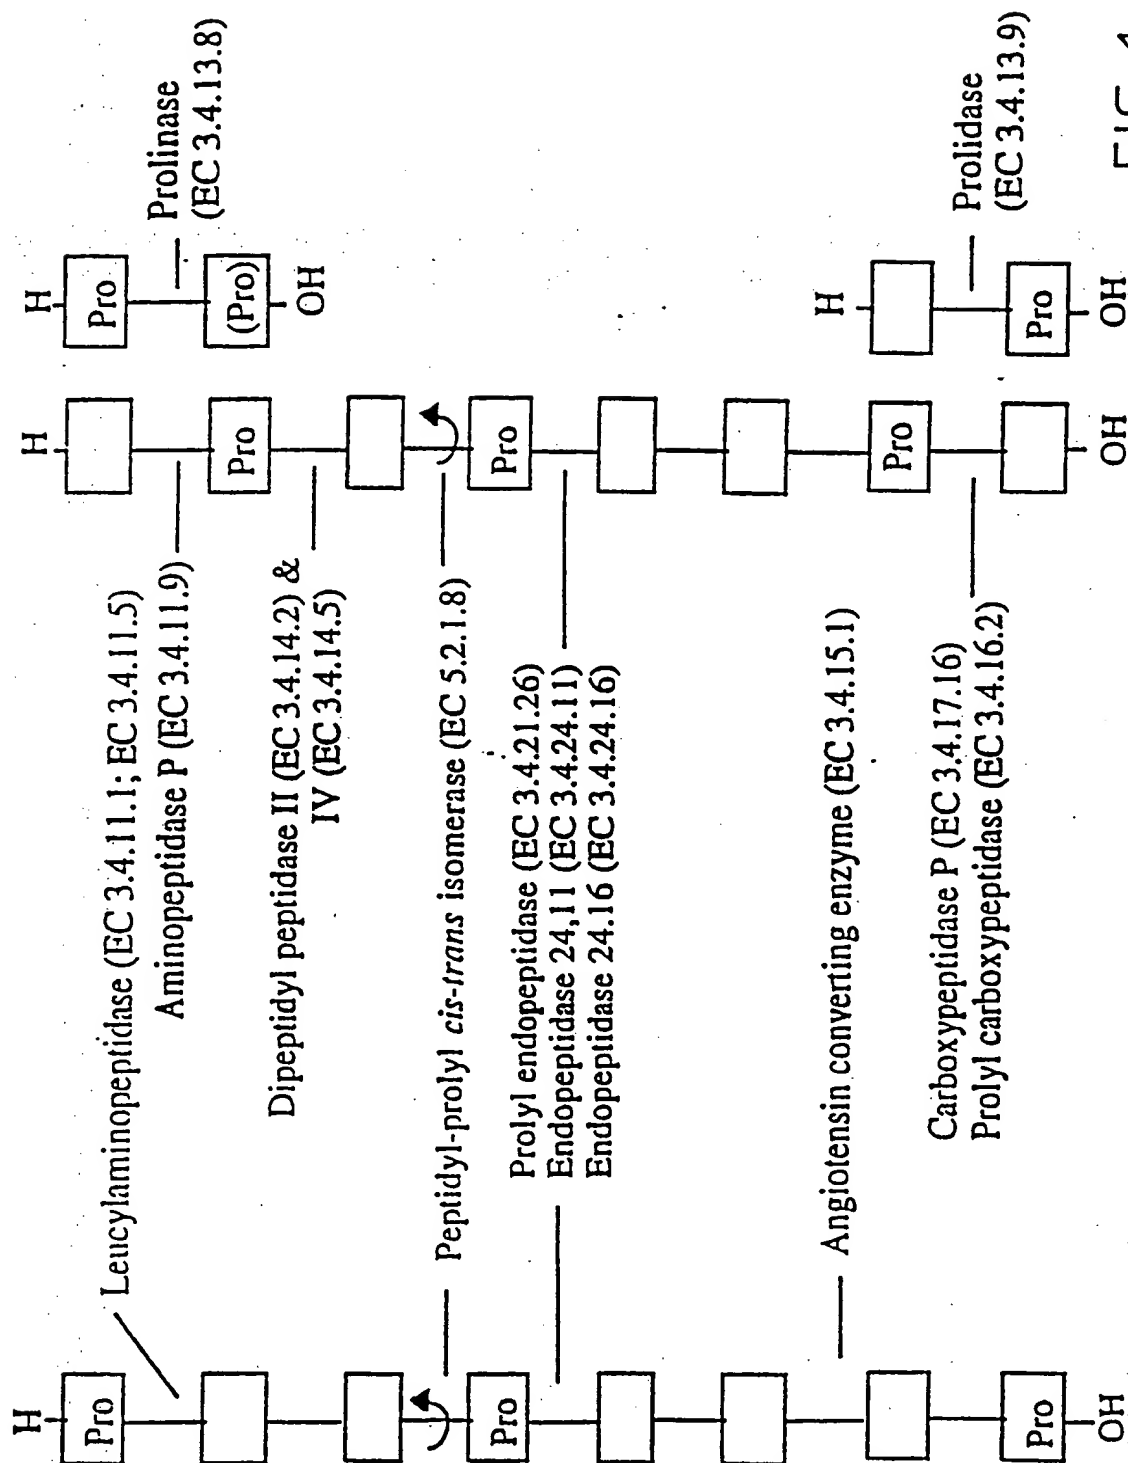 H
Pro
Pro
Pro
OH
Leucylaminopeptidase (EC 3.4.11.1; EC 3.4.11.5)
Aminopeptidase P (EC 3.4.11.9)
Dipeptidyl peptidase II (EC 3.4.14.2) &
IV (EC 3.4.14.5)
Peptidyl-prolyl cis-trans isomerase (EC 5.2.1.8)
Prolyl endopeptidase (EC 3.4.21.26)
Endopeptidase 24,11 (EC 3.4.24.11)
Endopeptidase 24.16 (EC 3.4.24.16)
Angiotensin converting enzyme (EC 3.4.15.1)
Carboxypeptidase P (EC 3.4.17.16)
Prolyl carboxypeptidase (EC 3.4.16.2)
H
Pro
Pro
Pro
OH
H
Pro
(Pro)
OH
Prolinase
(EC 3.4.13.8)
H
Pro
OH
Prolidase
(EC 3.4.13.9)
FIG